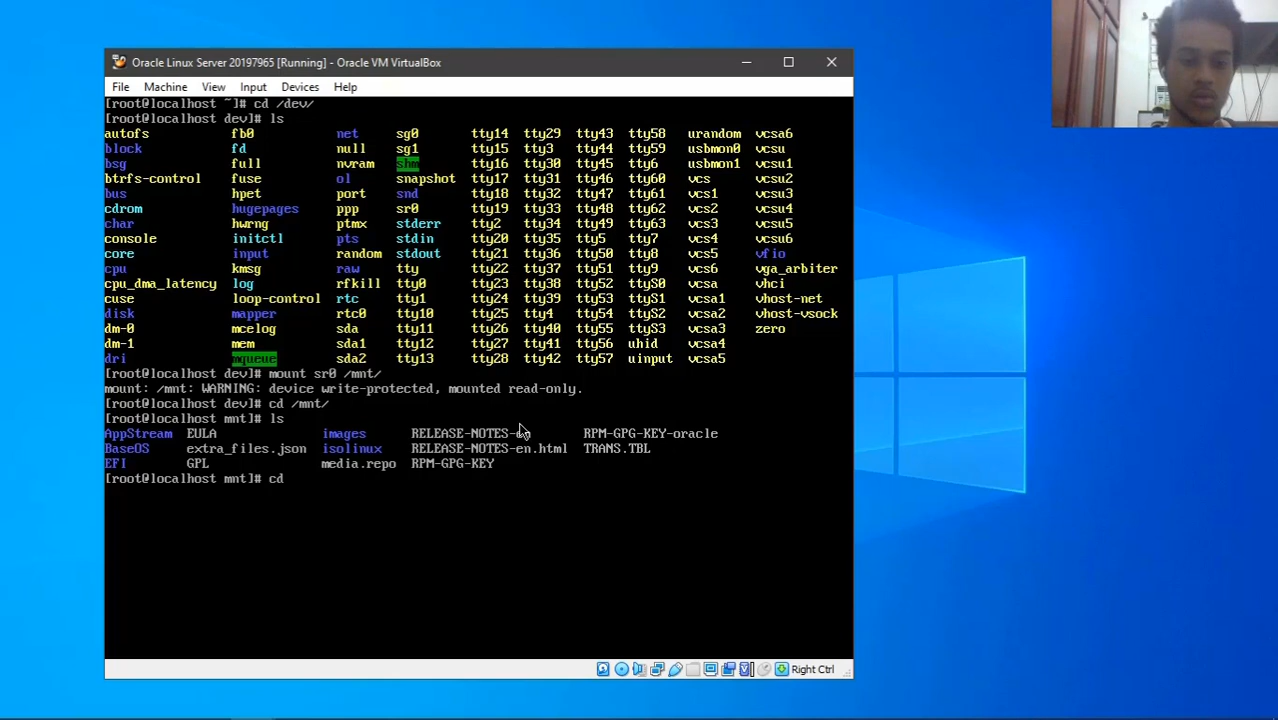 Oracle Linux Server 20197965 [Running] - Oracle VM VirtualBox
File Machine View Input Devices Help
[root@localhost ~]# cd /dev/
[root@localhost dev]# ls
autofs fb0 net sg0 tty14 tty29 tty43 tty58 urandom vcsa6
block fd null sg1 tty15 tty3 tty44 tty59 usbmon0 vcsu
bsg full nvram shm tty16 tty30 tty45 tty6 usbmon1 vcsu1
btrfs-control fuse ol snapshot tty17 tty31 tty46 tty60 vcs vcsu2
bus hpet port snd tty18 tty32 tty47 tty61 vcs1 vcsu3
cdrom hugepages ppp sr0 tty19 tty33 tty48 tty62 vcs2 vcsu4
char hwrng ptmx stderr tty2 tty34 tty49 tty63 vcs3 vcsu5
console initctl pts stdin tty20 tty35 tty5 tty7 vcs4 vcsu6
core input random stdout tty21 tty36 tty50 tty8 vcs5 vfio
cpu kmsg raw tty tty22 tty37 tty51 tty9 vcs6 vga_arbiter
cpu_dma_latency log rfkill tty0 tty23 tty38 tty52 ttyS0 vcsa vhci
cuse loop-control rtc tty1 tty24 tty39 tty53 ttyS1 vcsa1 vhost-net
disk mapper rtc0 tty10 tty25 tty4 tty54 ttyS2 vcsa2 vhost-vsock
dm-0 mcelog sda tty11 tty26 tty40 tty55 ttyS3 vcsa3 zero
dm-1 mem sda1 tty12 tty27 tty41 tty56 uhid vcsa4
dri mqueue sda2 tty13 tty28 tty42 tty57 uinput vcsa5
[root@localhost dev]# mount sr0 /mnt/
mount: /mnt: WARNING: device write-protected, mounted read-only.
[root@localhost dev]# cd /mnt/
[root@localhost mnt]# ls
AppStream EULA images RELEASE-NOTES-en RPM-GPG-KEY-oracle
BaseOS extra_files.json isolinux RELEASE-NOTES-en.html TRANS.TBL
EFI GPL media.repo RPM-GPG-KEY
[root@localhost mnt]# cd
Right Ctrl